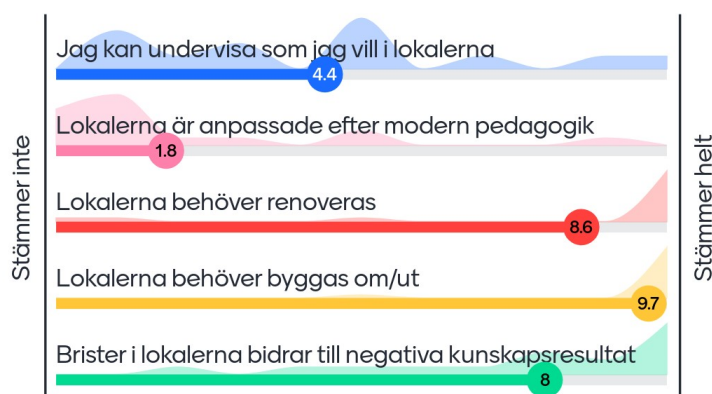 Stämmer inte
Jag kan undervisa som jag vill i lokalerna
4.4
Lokalerna är anpassade efter modern pedagogik
1.8
Lokalerna behöver renoveras
8.6
Lokalerna behöver byggas om/ut
9.7
Brister i lokalerna bidrar till negativa kunskapsresultat
8
Stämmer helt